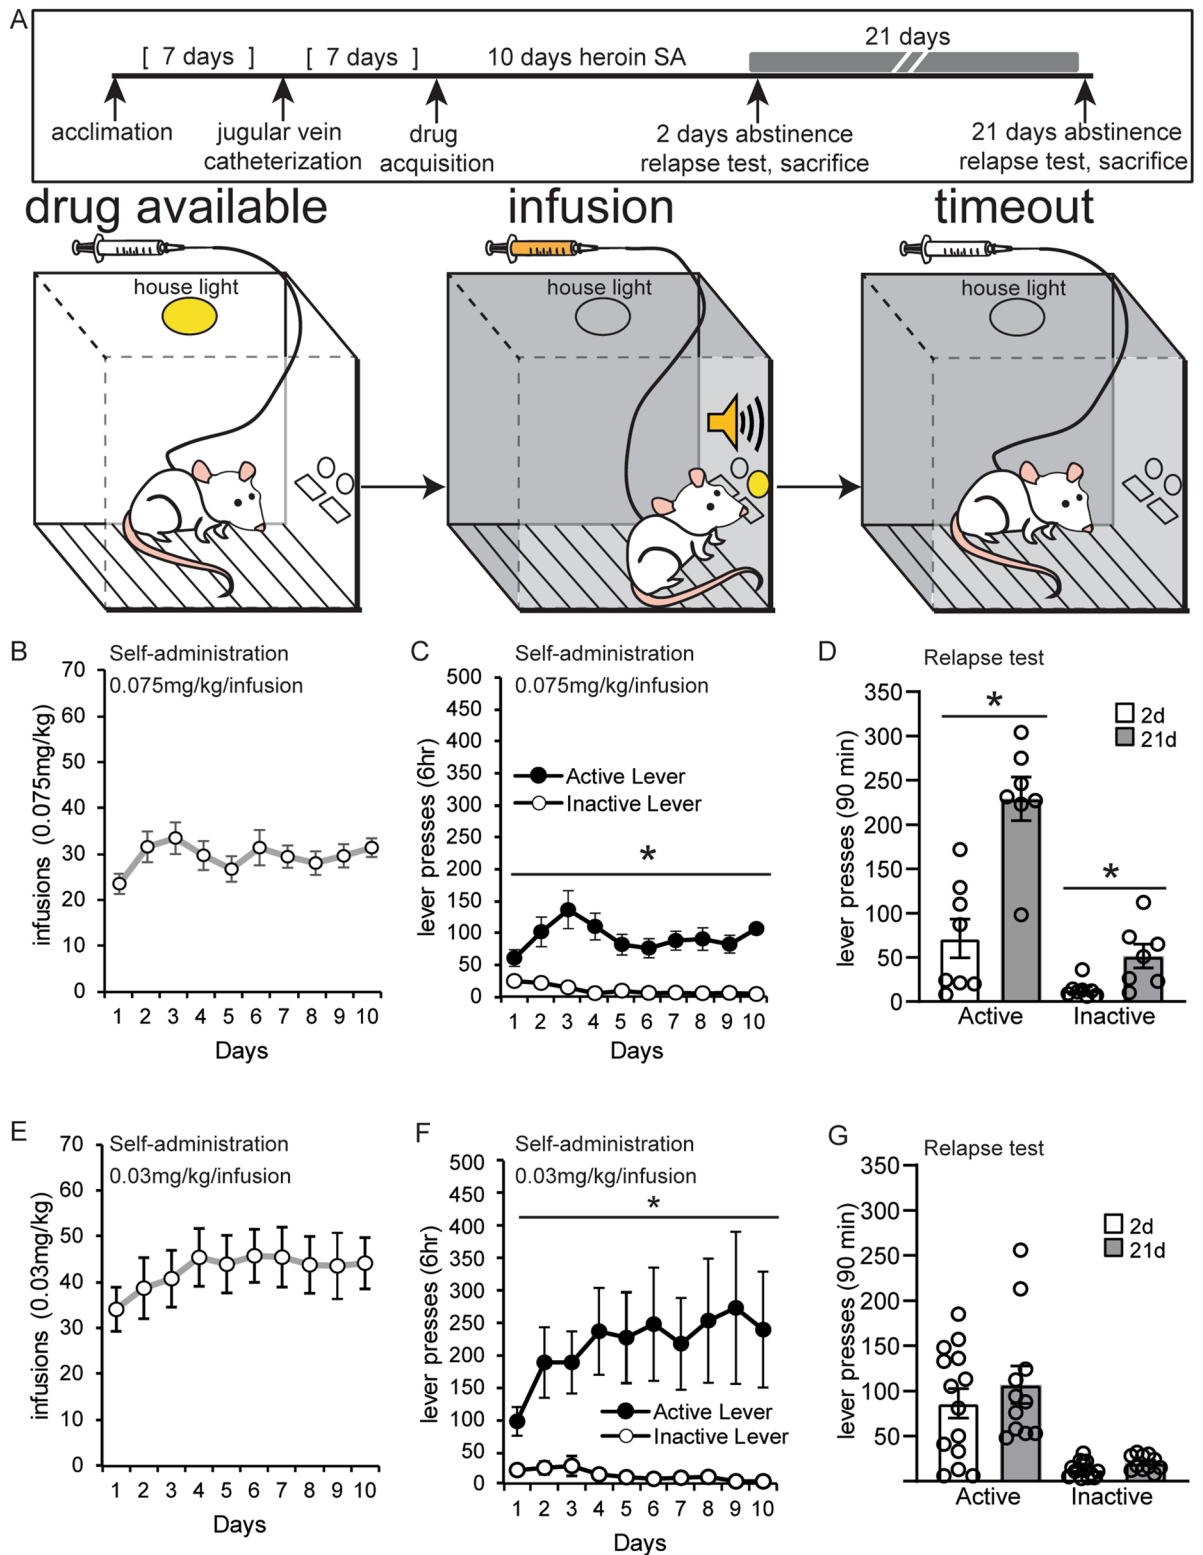 A
[ 7 days ] [ 7 days ] 10 days heroin SA 21 days
acclimation jugular vein drug 2 days abstinence 21 days abstinence
catheterization acquisition relapse test, sacrifice relapse test, sacrifice
drug available infusion timeout
house light house light house light
B
Self-administration
0.075mg/kg/infusion
infusions (0.075mg/kg)
70
60
50
40
30
20
10
0
1 2 3 4 5 6 7 8 9 10
Days
C
Self-administration
0.075mg/kg/infusion
lever presses (6hr)
500
450
400
350
300
250
200
150
100
50
0
Active Lever
Inactive Lever
*
1 2 3 4 5 6 7 8 9 10
Days
D
Relapse test
lever presses (90 min)
350
300
250
200
150
100
50
0
2d
21d
*
*
Active Inactive
E
Self-administration
0.03mg/kg/infusion
infusions (0.03mg/kg)
70
60
50
40
30
20
10
0
1 2 3 4 5 6 7 8 9 10
Days
F
Self-administration
0.03mg/kg/infusion
lever presses (6hr)
500
450
400
350
300
250
200
150
100
50
0
*
Active Lever
Inactive Lever
1 2 3 4 5 6 7 8 9 10
Days
G
Relapse test
lever presses (90 min)
350
300
250
200
150
100
50
2d
21d
Active Inactive